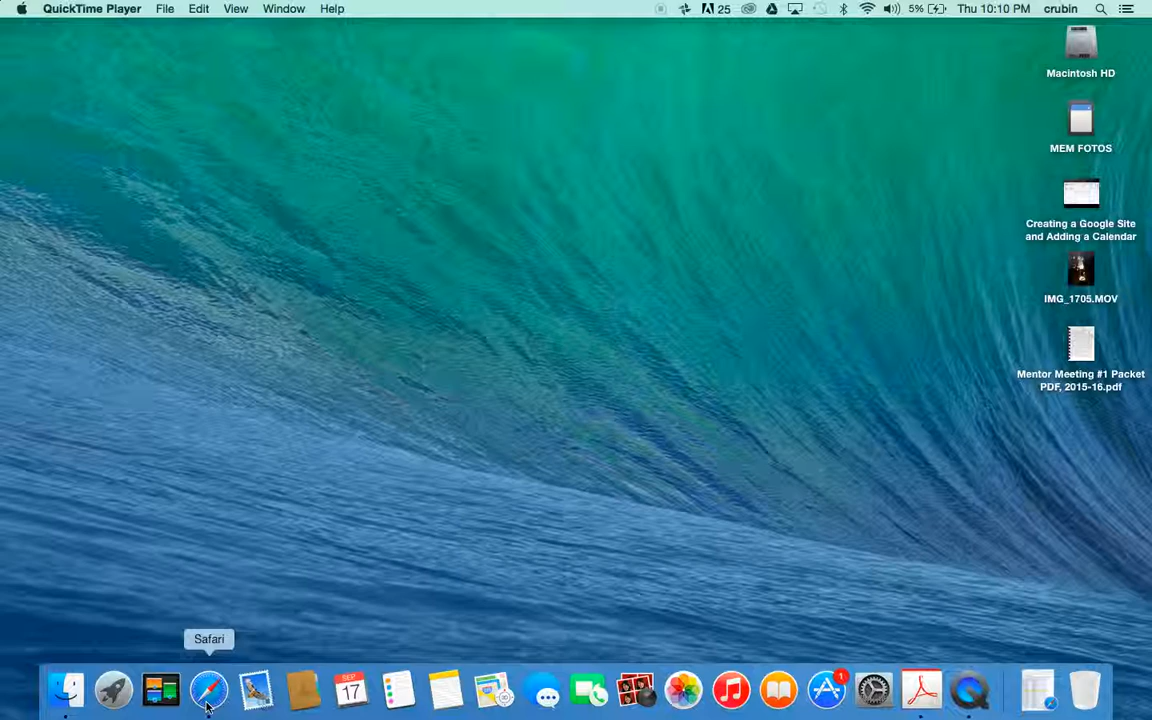 QuickTime Player File Edit View Window Help 25 5% Thu 10:10 PM crubin
Macintosh HD
MEM FOTOS
Creating a Google Site
and Adding a Calendar
IMG_1705.MOV
Mentor Meeting #1 Packet
PDF, 2015-16.pdf
Safari
SEP
17
1